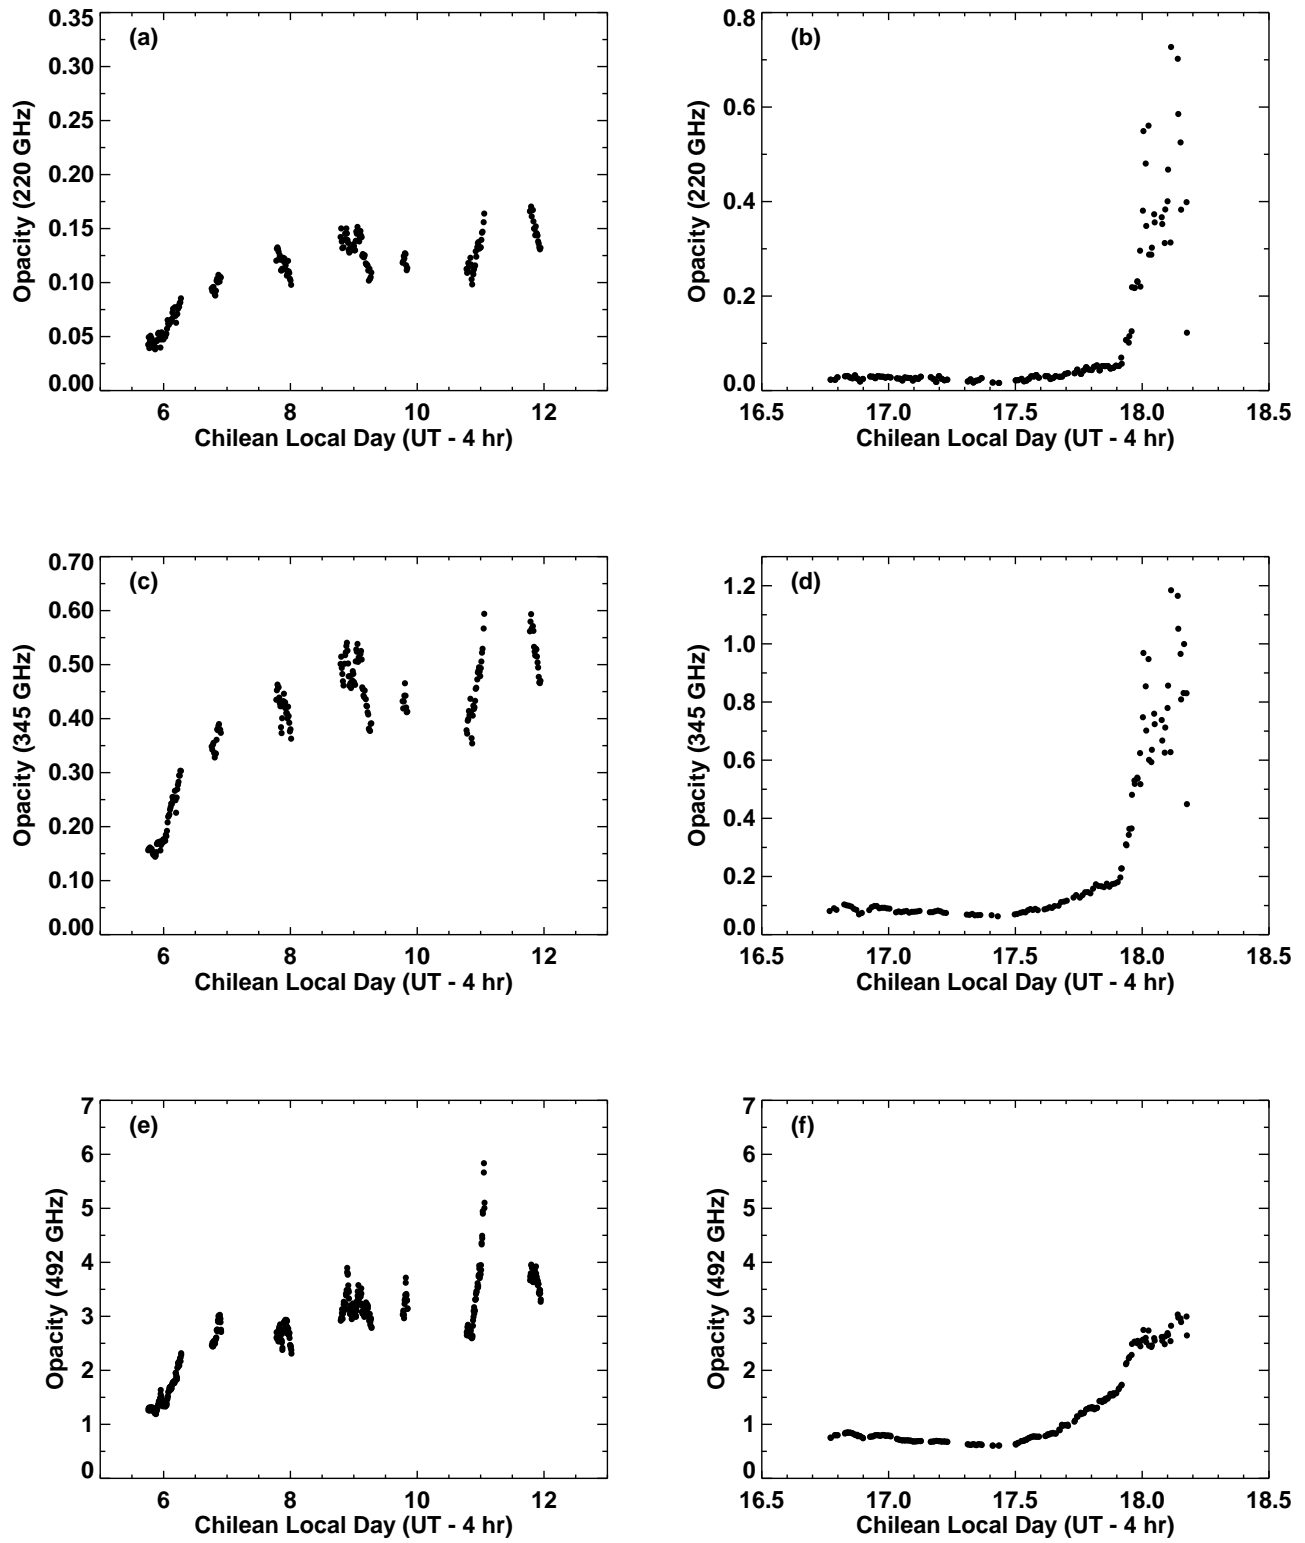 (a)
Opacity (220 GHz)
0.35
0.30
0.25
0.20
0.15
0.10
0.05
0.00
6 8 10 12
Chilean Local Day (UT - 4 hr)
(b)
Opacity (220 GHz)
0.8
0.6
0.4
0.2
0.0
16.5 17.0 17.5 18.0 18.5
Chilean Local Day (UT - 4 hr)
(c)
Opacity (345 GHz)
0.70
0.60
0.50
0.40
0.30
0.20
0.10
0.00
6 8 10 12
Chilean Local Day (UT - 4 hr)
(d)
Opacity (345 GHz)
1.2
1.0
0.8
0.6
0.4
0.2
0.0
16.5 17.0 17.5 18.0 18.5
Chilean Local Day (UT - 4 hr)
(e)
Opacity (492 GHz)
7
6
5
4
3
2
1
0
6 8 10 12
Chilean Local Day (UT - 4 hr)
(f)
Opacity (492 GHz)
7
6
5
4
3
2
1
0
16.5 17.0 17.5 18.0 18.5
Chilean Local Day (UT - 4 hr)